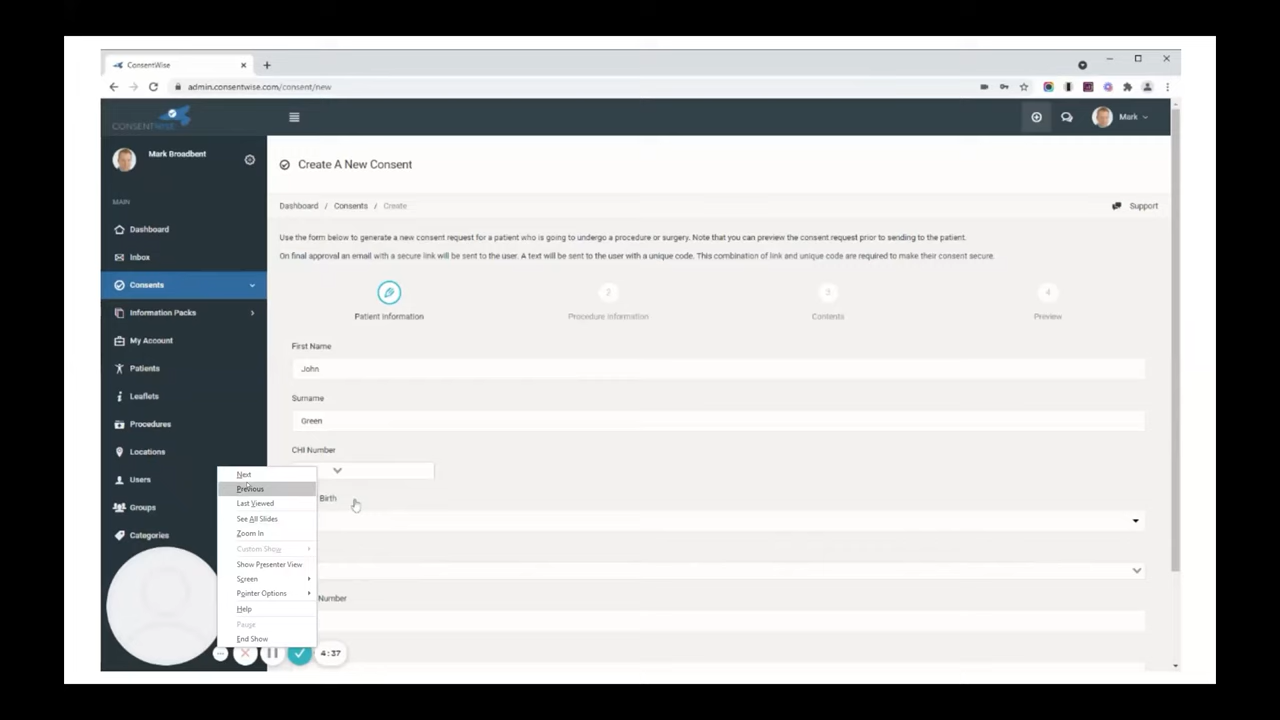 ConsentWise
admin.consentwise.com/consent/new
CONSENTWISE
Mark
Mark Broadbent
Create A New Consent
MAIN
Dashboard / Consents / Create
Support
Dashboard
Inbox
Consents
Information Packs
My Account
Patients
Leaflets
Procedures
Locations
Users
Groups
Categories
Use the form below to generate a new consent request for a patient who is going to undergo a procedure or surgery. Note that you can preview the consent request prior to sending to the patient.
On final approval an email with a secure link will be sent to the user. A text will be sent to the user with a unique code. This combination of link and unique code are required to make their consent secure.
2
3
4
Patient Information
Procedure Information
Contents
Preview
First Name
John
Surname
Green
CHI Number
Birth
Number
Next
Previous
Last Viewed
See All Slides
Zoom In
Custom Show
Show Presenter View
Screen
Pointer Options
Help
Pause
End Show
4:37